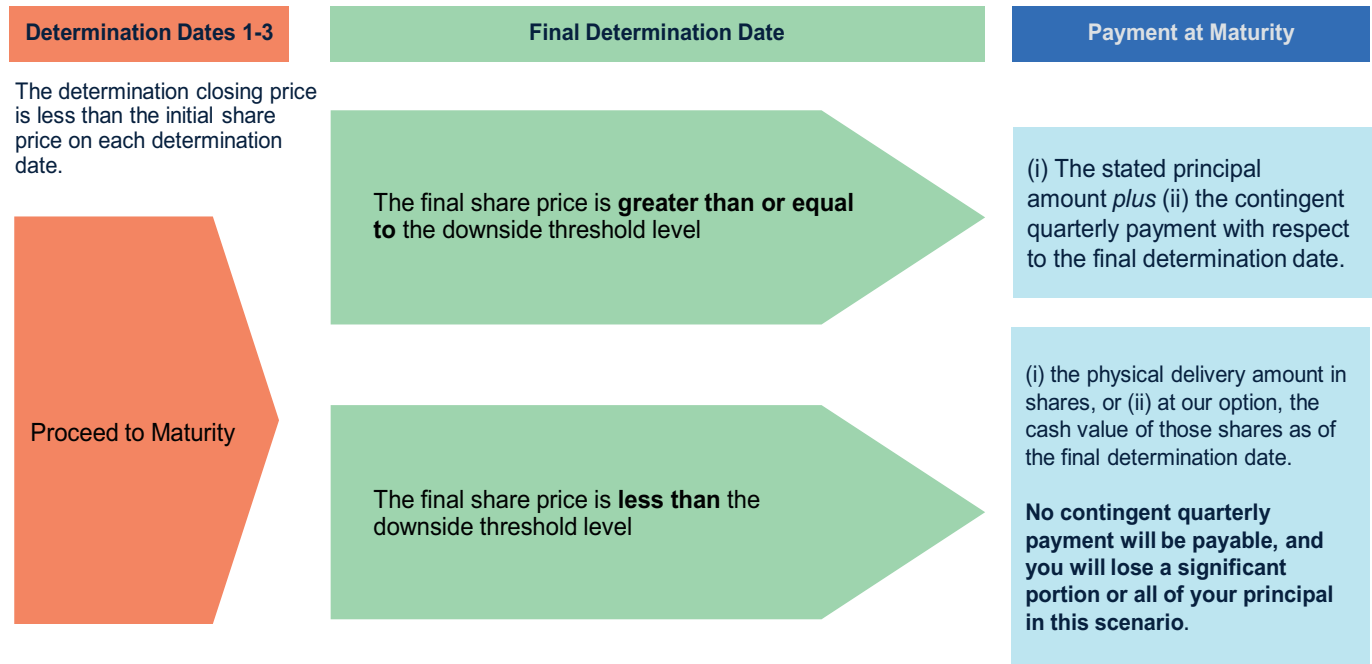 Determination Dates 1-3
Final Determination Date
Payment at Maturity
The determination closing price
is less than the initial share
price on each determination
date.
Proceed to Maturity
The final share price is greater than or equal
to the downside threshold level
(i) The stated principal
amount plus (ii) the contingent
quarterly payment with respect
to the final determination date.
The final share price is less than the
downside threshold level
(i) the physical delivery amount in
shares, or (ii) at our option, the
cash value of those shares as of
the final determination date.
No contingent quarterly
payment will be payable, and
you will lose a significant
portion or all of your principal
in this scenario.